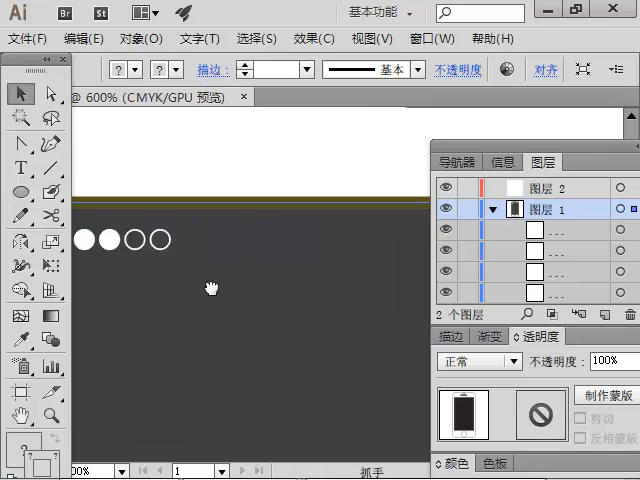 Ai Br St 基本功能
文件(F) 编辑(E) 对象(O) 文字(T) 选择(S) 效果(C) 视图(V) 窗口(W) 帮助(H)
? ? 描边: 基本 不透明度 对齐
@ 600% (CMYK/GPU 预览) ×
导航器 信息 图层
图层 2
图层 1
...
...
...
...
2 个图层
描边 渐变 透明度
正常 不透明度: 100%
制作蒙版
剪切
反相蒙版
颜色 色板
?
?
00% 1 抓手